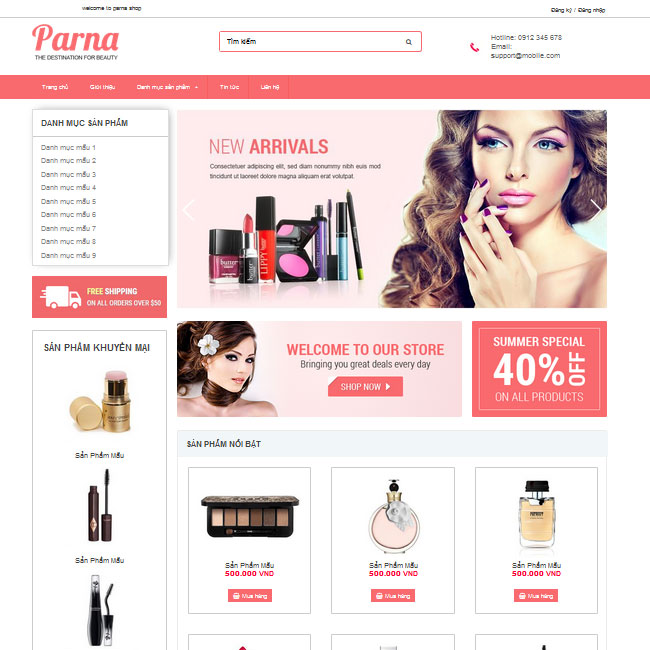 welcome to parna shop
Đăng ký / Đăng nhập
Parna
THE DESTINATION FOR BEAUTY
Tìm kiếm
Hotline: 0912 345 678
Email:
support@mobile.com
Trang chủ
Giới thiệu
Danh mục sản phẩm
Tin tức
Liên hệ
DANH MỤC SẢN PHẨM
Danh mục mẫu 1
Danh mục mẫu 2
Danh mục mẫu 3
Danh mục mẫu 4
Danh mục mẫu 5
Danh mục mẫu 6
Danh mục mẫu 7
Danh mục mẫu 8
Danh mục mẫu 9
NEW ARRIVALS
Consectetuer adipiscing elit, sed diam nonummy nibh euis mod
tincidunt ut laoreet dolore magna aliquam erat volutpat.
butter
butter
LIPPY
FREE SHIPPING
ON ALL ORDERS OVER $50
WELCOME TO OUR STORE
Bringing you great deals every day
SHOP NOW
SUMMER SPECIAL
40% OFF
ON ALL PRODUCTS
SẢN PHẨM KHUYẾN MẠI
Sản Phẩm Mẫu
Sản Phẩm Mẫu
SẢN PHẨM NỔI BẬT
Sản Phẩm Mẫu
500.000 VND
Mua hàng
Sản Phẩm Mẫu
500.000 VND
Mua hàng
Sản Phẩm Mẫu
500.000 VND
Mua hàng